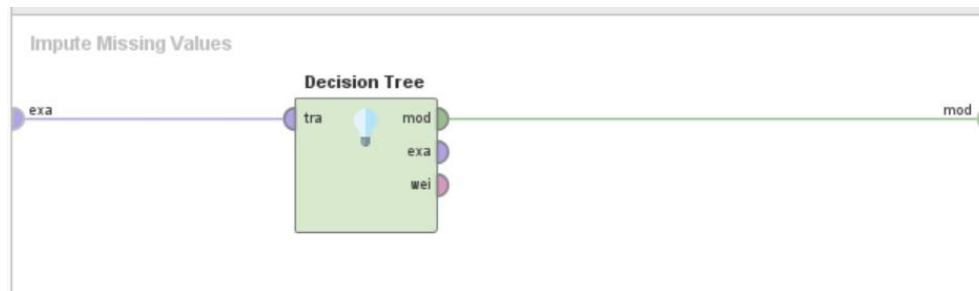 Impute Missing Values
Decision Tree
exa
tra
mod
mod
exa
wei